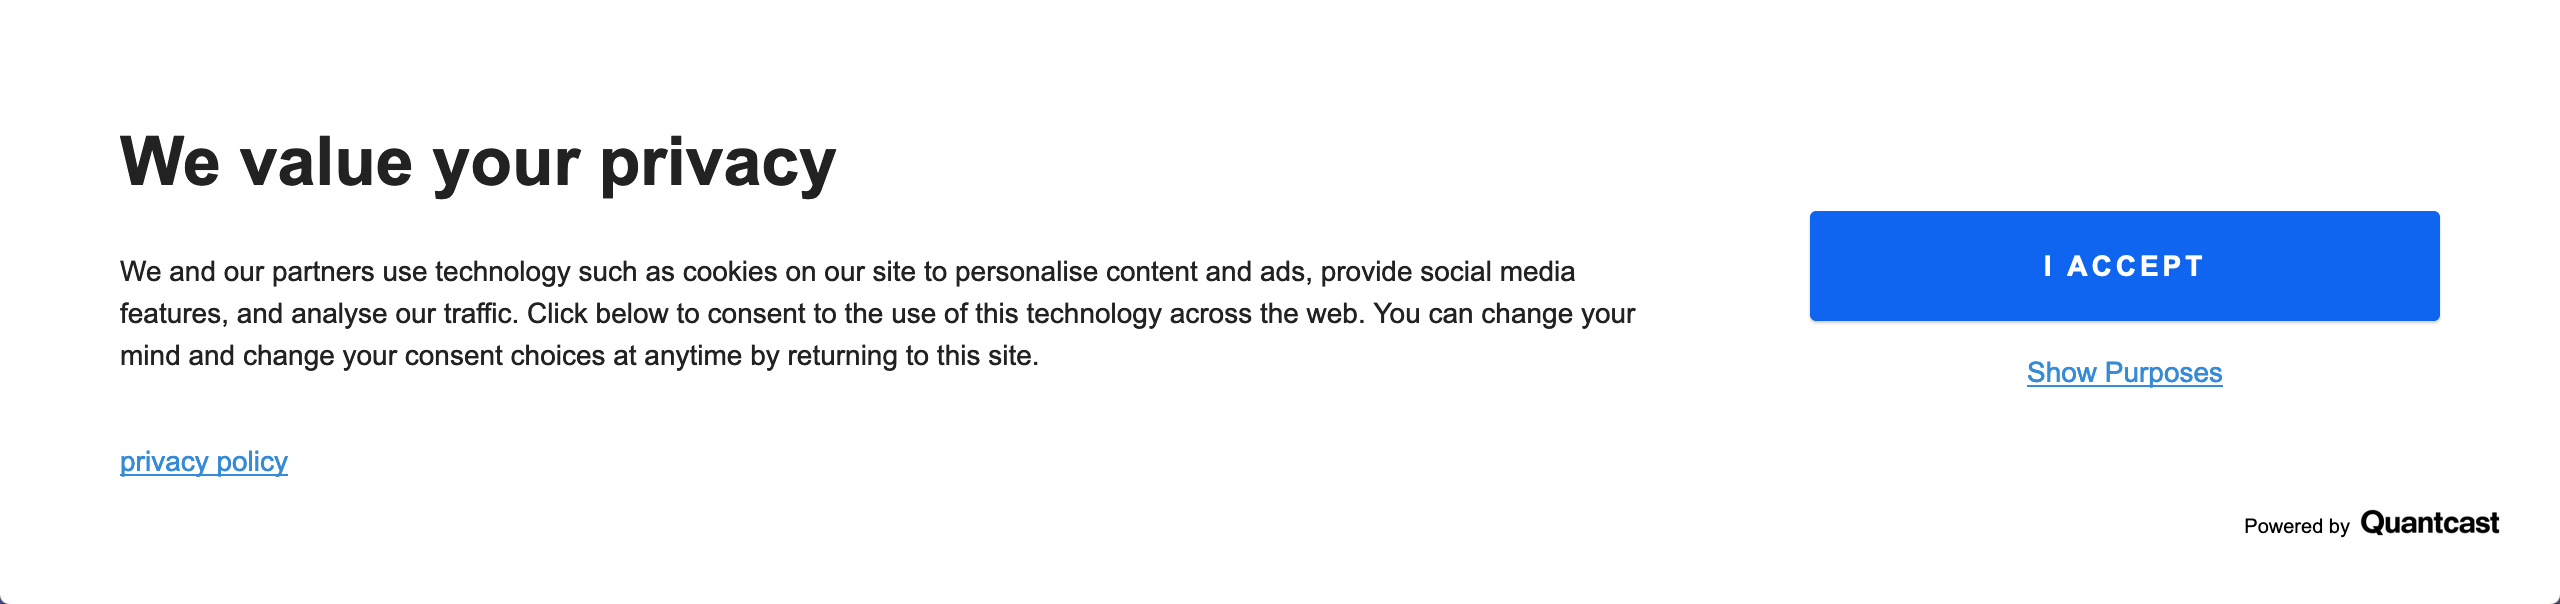 We value your privacy
We and our partners use technology such as cookies on our site to personalise content and ads, provide social media
features, and analyse our traffic. Click below to consent to the use of this technology across the web. You can change your
mind and change your consent choices at anytime by returning to this site.
privacy policy
I ACCEPT
Show Purposes
Powered by Quantcast